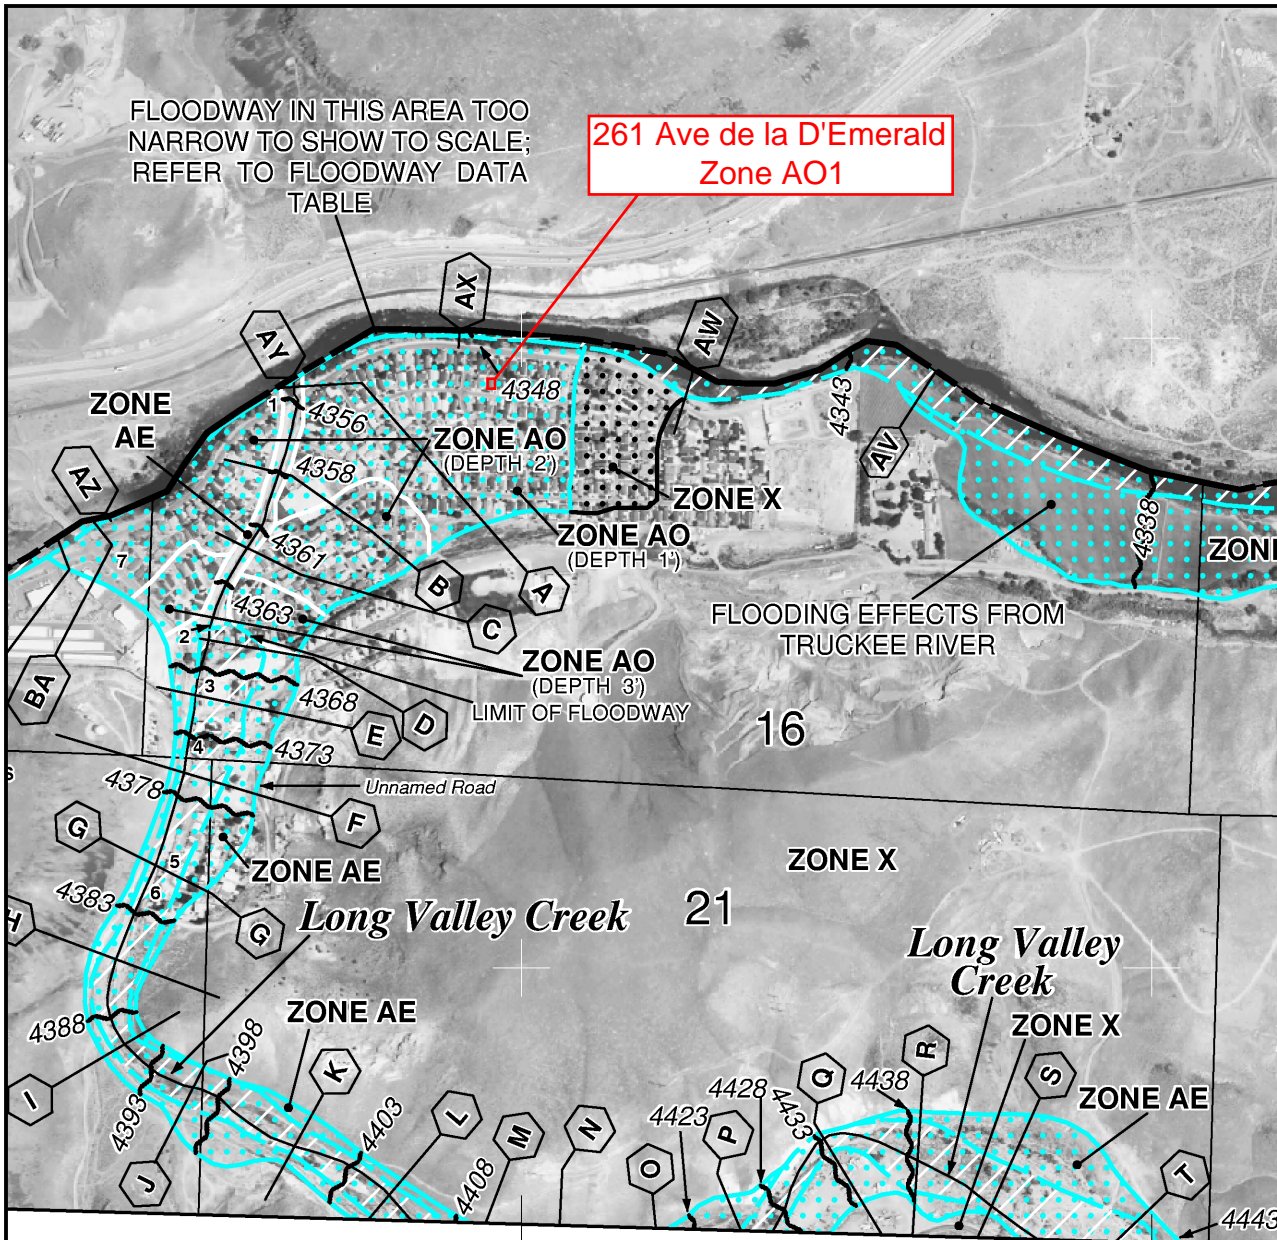 FLOODWAY IN THIS AREA TOO
NARROW TO SHOW TO SCALE;
REFER TO FLOODWAY DATA
TABLE
261 Ave de la D'Emerald
Zone AO1
AX
AW
AY
4343
AV
4348
ZONE
AE
1
4356
ZONE AO
(DEPTH 2')
4358
AZ
ZONE X
4338
ZONE AO
(DEPTH 1')
ZONE
4361
7
B
A
4363
C
FLOODING EFFECTS FROM
TRUCKEE RIVER
2
ZONE AO
(DEPTH 3')
BA
3
4368
LIMIT OF FLOODWAY
D
E
16
4
4373
4378
Unnamed Road
G
F
5
ZONE AE
ZONE X
6
4383
H
Long Valley Creek
21
G
Long Valley
Creek
4388
ZONE AE
ZONE X
4398
K
R
I
4393
4403
L
M
N
4423
4428
P
4433
Q
4438
S
ZONE AE
O
J
4408
T
4443